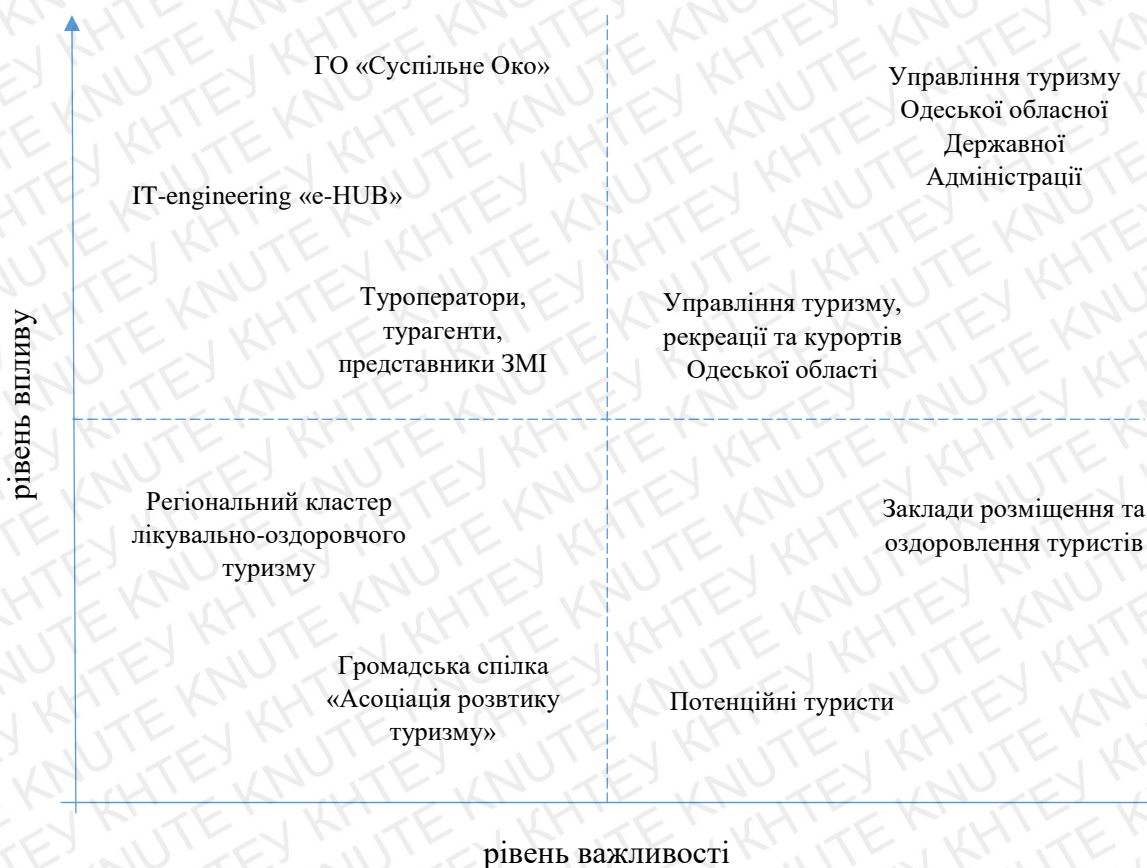 ГО «Суспільне Око»
Управління туризму
Одеської обласної
Державної
Адміністрації
IT-engineering «e-HUB»
Туроператори,
турагенти,
представники ЗМІ
Управління туризму,
рекреації та курортів
Одеської області
рівень впливу
Регіональний кластер
лікувально-оздоровчого
туризму
Заклади розміщення та
оздоровлення туристів
Громадська спілка
«Асоціація розвтику
туризму»
Потенційні туристи
рівень важливості